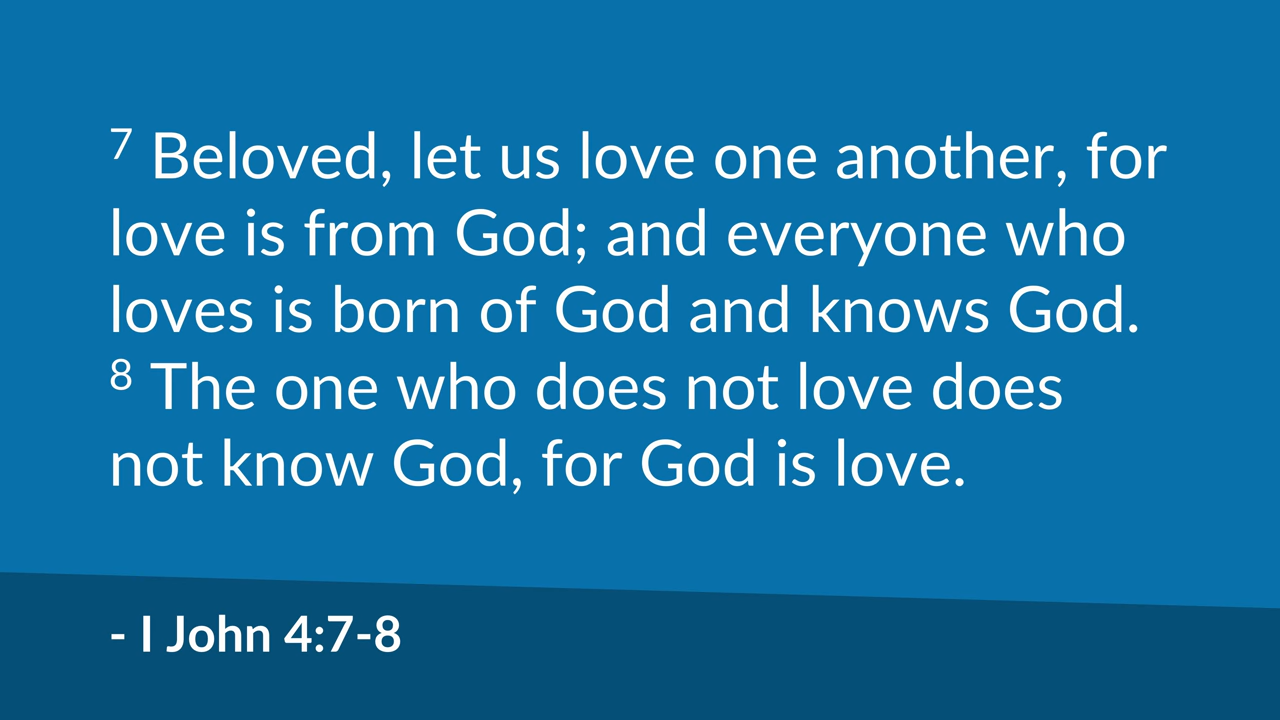 ⁷ Beloved, let us love one another, for
love is from God; and everyone who
loves is born of God and knows God.
⁸ The one who does not love does
not know God, for God is love.
- I John 4:7-8